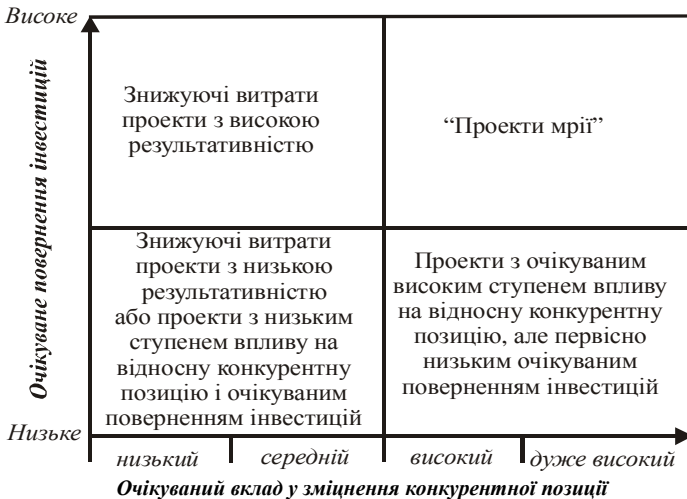 Високе
Очікуване повернення інвестицій
Знижуючі витрати
проекти з високою
результативністю
“Проекти мрії”
Знижуючі витрати
проекти з низькою
результативністю
або проекти з низьким
ступенем впливу на
відносну конкурентну
позицію і очікуваним
поверненням інвестицій
Проекти з очікуваним
високим ступенем впливу
на відносну конкурентну
позицію, але первісно
низьким очікуваним
поверненням інвестицій
Низьке
низький середній високий дуже високий
Очікуваний вклад у зміцнення конкурентної позиції